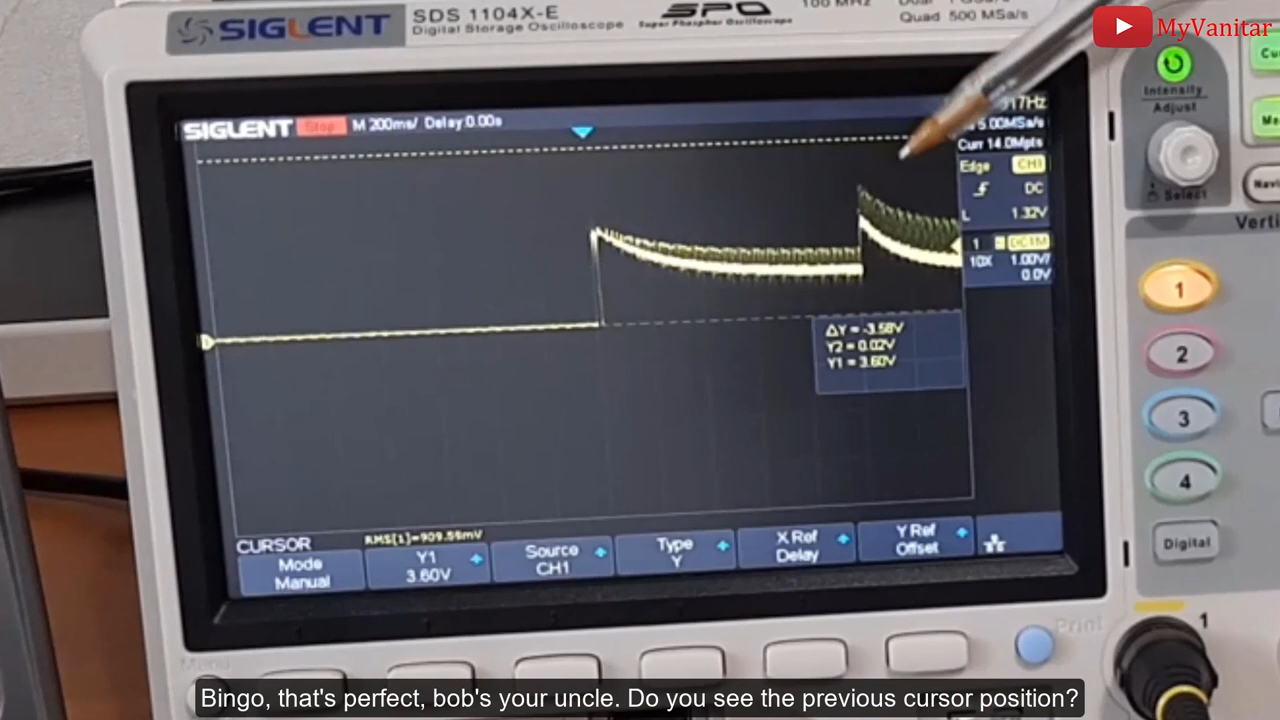 SIGLENT
SDS 1104X-E
Digital Storage Oscilloscope
SPO
Super Phosphor Oscilloscope
100 MHz
Quad 500 MSa/s
MyVanitar
Intensity
Adjust
Select
SIGLENT Stop M 200ms/ Delay:0.00s
917Hz
5.00MSa/s
Curr 14.0Mpts
Edge CH1
DC
L 1.32V
1 DC1M
10X 1.00V/
0.0V
ΔY = -3.58V
Y2 = 0.02V
Y1 = 3.60V
CURSOR RMS[1]=909.59mV
Mode
Manual
Y1
3.60V
Source
CH1
Type
Y
X Ref
Delay
Y Ref
Offset
1
2
3
4
Digital
Print
Menu
1
Bingo, that's perfect, bob's your uncle. Do you see the previous cursor position?